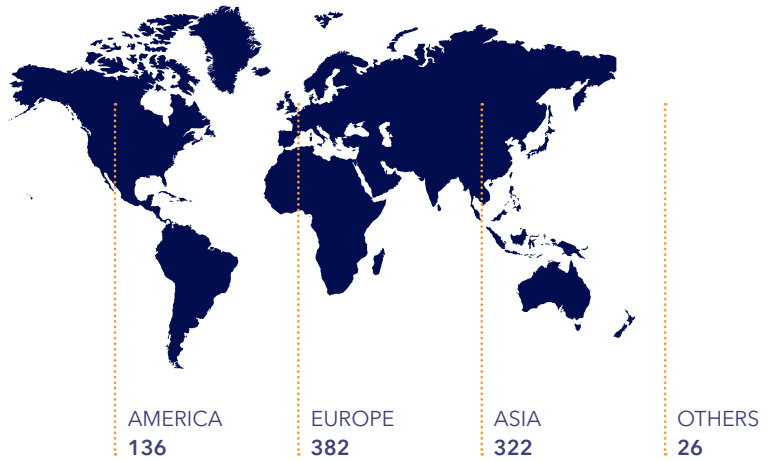 AMERICA
136
EUROPE
382
ASIA
322
OTHERS
26